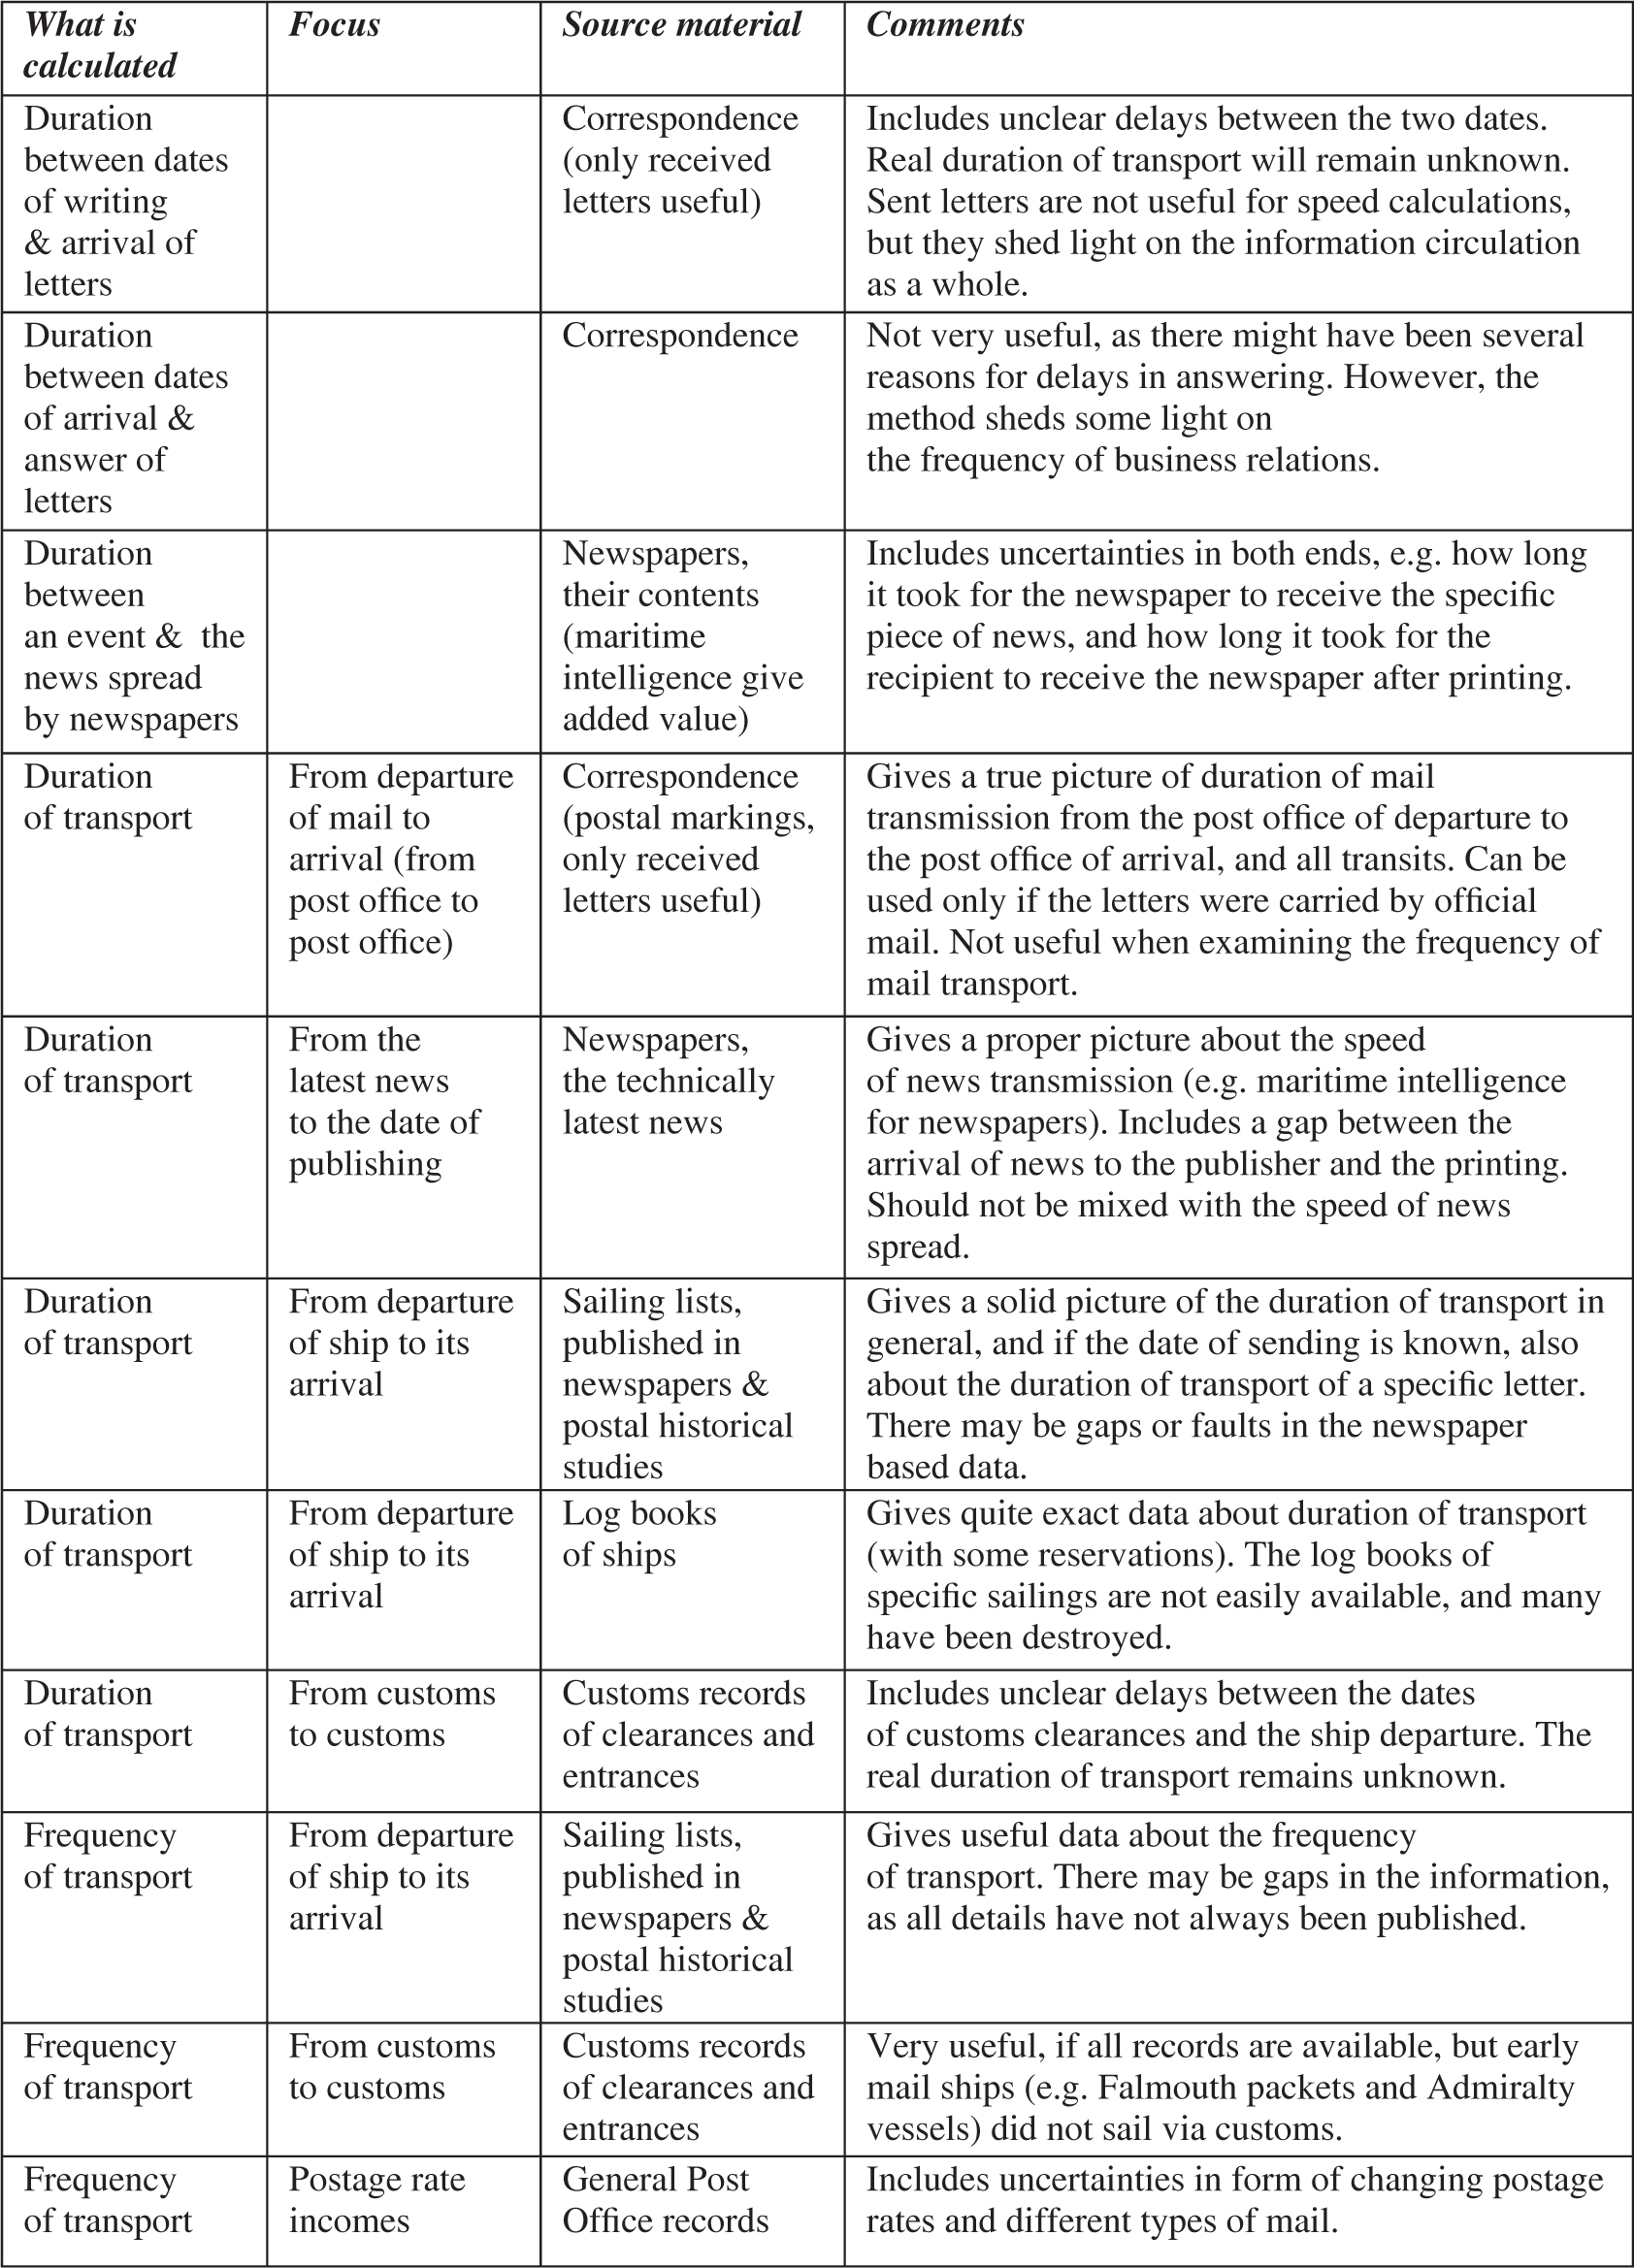 What is
calculated
Focus
Source material
Comments
Duration
between dates
of writing
& arrival of
letters
Correspondence
(only received
letters useful)
Includes unclear delays between the two dates.
Real duration of transport will remain unknown.
Sent letters are not useful for speed calculations,
but they shed light on the information circulation
as a whole.
Duration
between dates
of arrival &
answer of
letters
Correspondence
Not very useful, as there might have been several
reasons for delays in answering. However, the
method sheds some light on
the frequency of business relations.
Duration
between
an event & the
news spread
by newspapers
Newspapers,
their contents
(maritime
intelligence give
added value)
Includes uncertainties in both ends, e.g. how long
it took for the newspaper to receive the specific
piece of news, and how long it took for the
recipient to receive the newspaper after printing.
Duration
of transport
From departure
of mail to
arrival (from
post office to
post office)
Correspondence
(postal markings,
only received
letters useful)
Gives a true picture of duration of mail
transmission from the post office of departure to
the post office of arrival, and all transits. Can be
used only if the letters were carried by official
mail. Not useful when examining the frequency of
mail transport.
Duration
of transport
From the
latest news
to the date of
publishing
Newspapers,
the technically
latest news
Gives a proper picture about the speed
of news transmission (e.g. maritime intelligence
for newspapers). Includes a gap between the
arrival of news to the publisher and the printing.
Should not be mixed with the speed of news
spread.
Duration
of transport
From departure
of ship to its
arrival
Sailing lists,
published in
newspapers &
postal historical
studies
Gives a solid picture of the duration of transport in
general, and if the date of sending is known, also
about the duration of transport of a specific letter.
There may be gaps or faults in the newspaper
based data.
Duration
of transport
From departure
of ship to its
arrival
Log books
of ships
Gives quite exact data about duration of transport
(with some reservations). The log books of
specific sailings are not easily available, and many
have been destroyed.
Duration
of transport
From customs
to customs
Customs records
of clearances and
entrances
Includes unclear delays between the dates
of customs clearances and the ship departure. The
real duration of transport remains unknown.
Frequency
of transport
From departure
of ship to its
arrival
Sailing lists,
published in
newspapers &
postal historical
studies
Gives useful data about the frequency
of transport. There may be gaps in the information,
as all details have not always been published.
Frequency
of transport
From customs
to customs
Customs records
of clearances and
entrances
Very useful, if all records are available, but early
mail ships (e.g. Falmouth packets and Admiralty
vessels) did not sail via customs.
Frequency
of transport
Postage rate
incomes
General Post
Office records
Includes uncertainties in form of changing postage
rates and different types of mail.